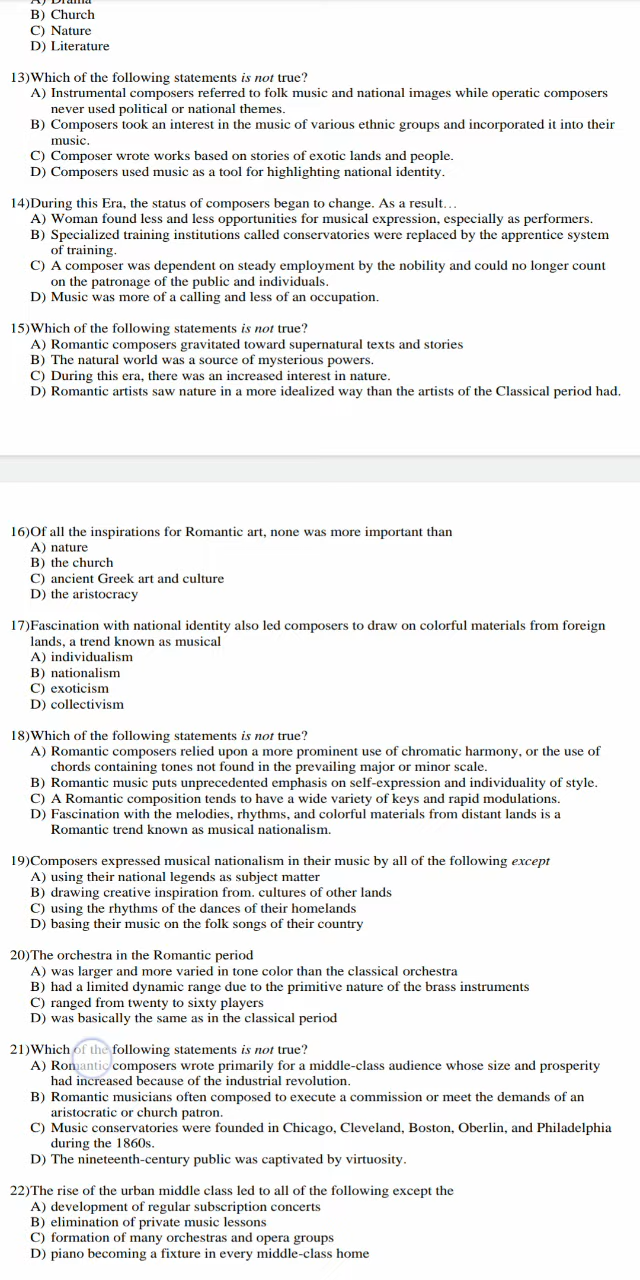 A) Drama
B) Church
C) Nature
D) Literature
13)Which of the following statements is not true?
A) Instrumental composers referred to folk music and national images while operatic composers
never used political or national themes.
B) Composers took an interest in the music of various ethnic groups and incorporated it into their
music.
C) Composer wrote works based on stories of exotic lands and people.
D) Composers used music as a tool for highlighting national identity.
14)During this Era, the status of composers began to change. As a result…
A) Woman found less and less opportunities for musical expression, especially as performers.
B) Specialized training institutions called conservatories were replaced by the apprentice system
of training.
C) A composer was dependent on steady employment by the nobility and could no longer count
on the patronage of the public and individuals.
D) Music was more of a calling and less of an occupation.
15)Which of the following statements is not true?
A) Romantic composers gravitated toward supernatural texts and stories
B) The natural world was a source of mysterious powers.
C) During this era, there was an increased interest in nature.
D) Romantic artists saw nature in a more idealized way than the artists of the Classical period had.
16)Of all the inspirations for Romantic art, none was more important than
A) nature
B) the church
C) ancient Greek art and culture
D) the aristocracy
17)Fascination with national identity also led composers to draw on colorful materials from foreign
lands, a trend known as musical
A) individualism
B) nationalism
C) exoticism
D) collectivism
18)Which of the following statements is not true?
A) Romantic composers relied upon a more prominent use of chromatic harmony, or the use of
chords containing tones not found in the prevailing major or minor scale.
B) Romantic music puts unprecedented emphasis on self-expression and individuality of style.
C) A Romantic composition tends to have a wide variety of keys and rapid modulations.
D) Fascination with the melodies, rhythms, and colorful materials from distant lands is a
Romantic trend known as musical nationalism.
19)Composers expressed musical nationalism in their music by all of the following except
A) using their national legends as subject matter
B) drawing creative inspiration from. cultures of other lands
C) using the rhythms of the dances of their homelands
D) basing their music on the folk songs of their country
20)The orchestra in the Romantic period
A) was larger and more varied in tone color than the classical orchestra
B) had a limited dynamic range due to the primitive nature of the brass instruments
C) ranged from twenty to sixty players
D) was basically the same as in the classical period
21)Which of the following statements is not true?
A) Romantic composers wrote primarily for a middle-class audience whose size and prosperity
had increased because of the industrial revolution.
B) Romantic musicians often composed to execute a commission or meet the demands of an
aristocratic or church patron.
C) Music conservatories were founded in Chicago, Cleveland, Boston, Oberlin, and Philadelphia
during the 1860s.
D) The nineteenth-century public was captivated by virtuosity.
22)The rise of the urban middle class led to all of the following except the
A) development of regular subscription concerts
B) elimination of private music lessons
C) formation of many orchestras and opera groups
D) piano becoming a fixture in every middle-class home